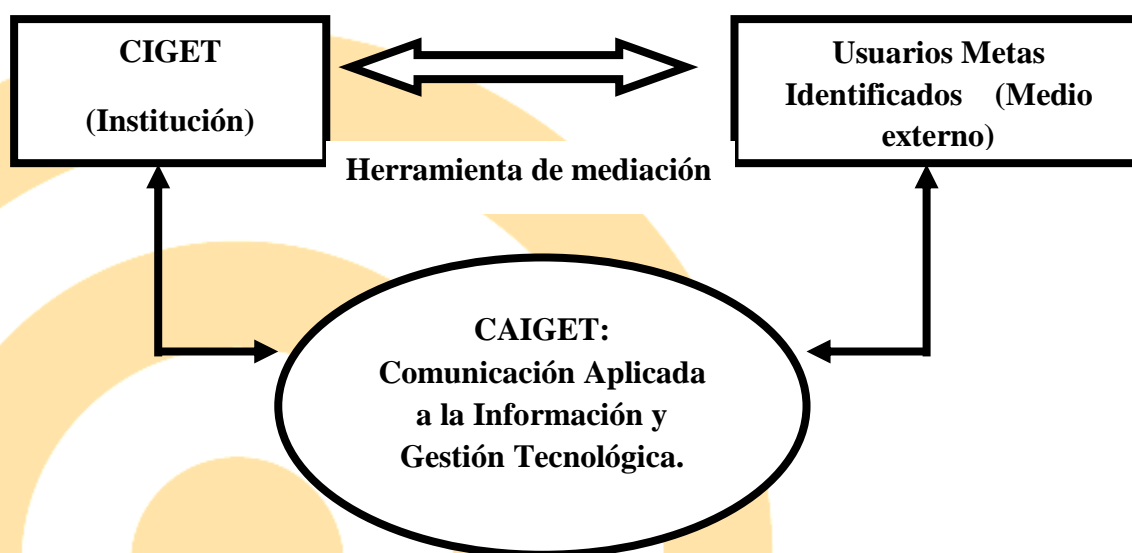 CIGET
(Institución)
Usuarios Metas
Identificados (Medio
externo)
Herramienta de mediación
CAIGET:
Comunicación Aplicada
a la Información y
Gestión Tecnológica.